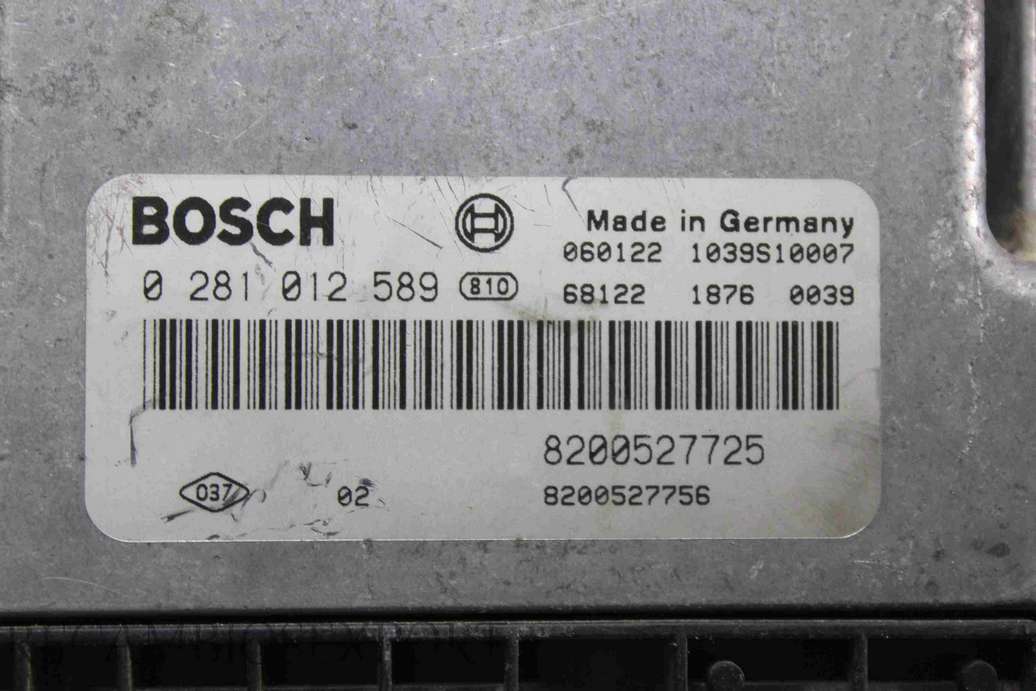 BOSCH
Made in Germany
060122 1039S10007
0 281 012 589 810
68122 1876 0039
8200527725
037 02 8200527756